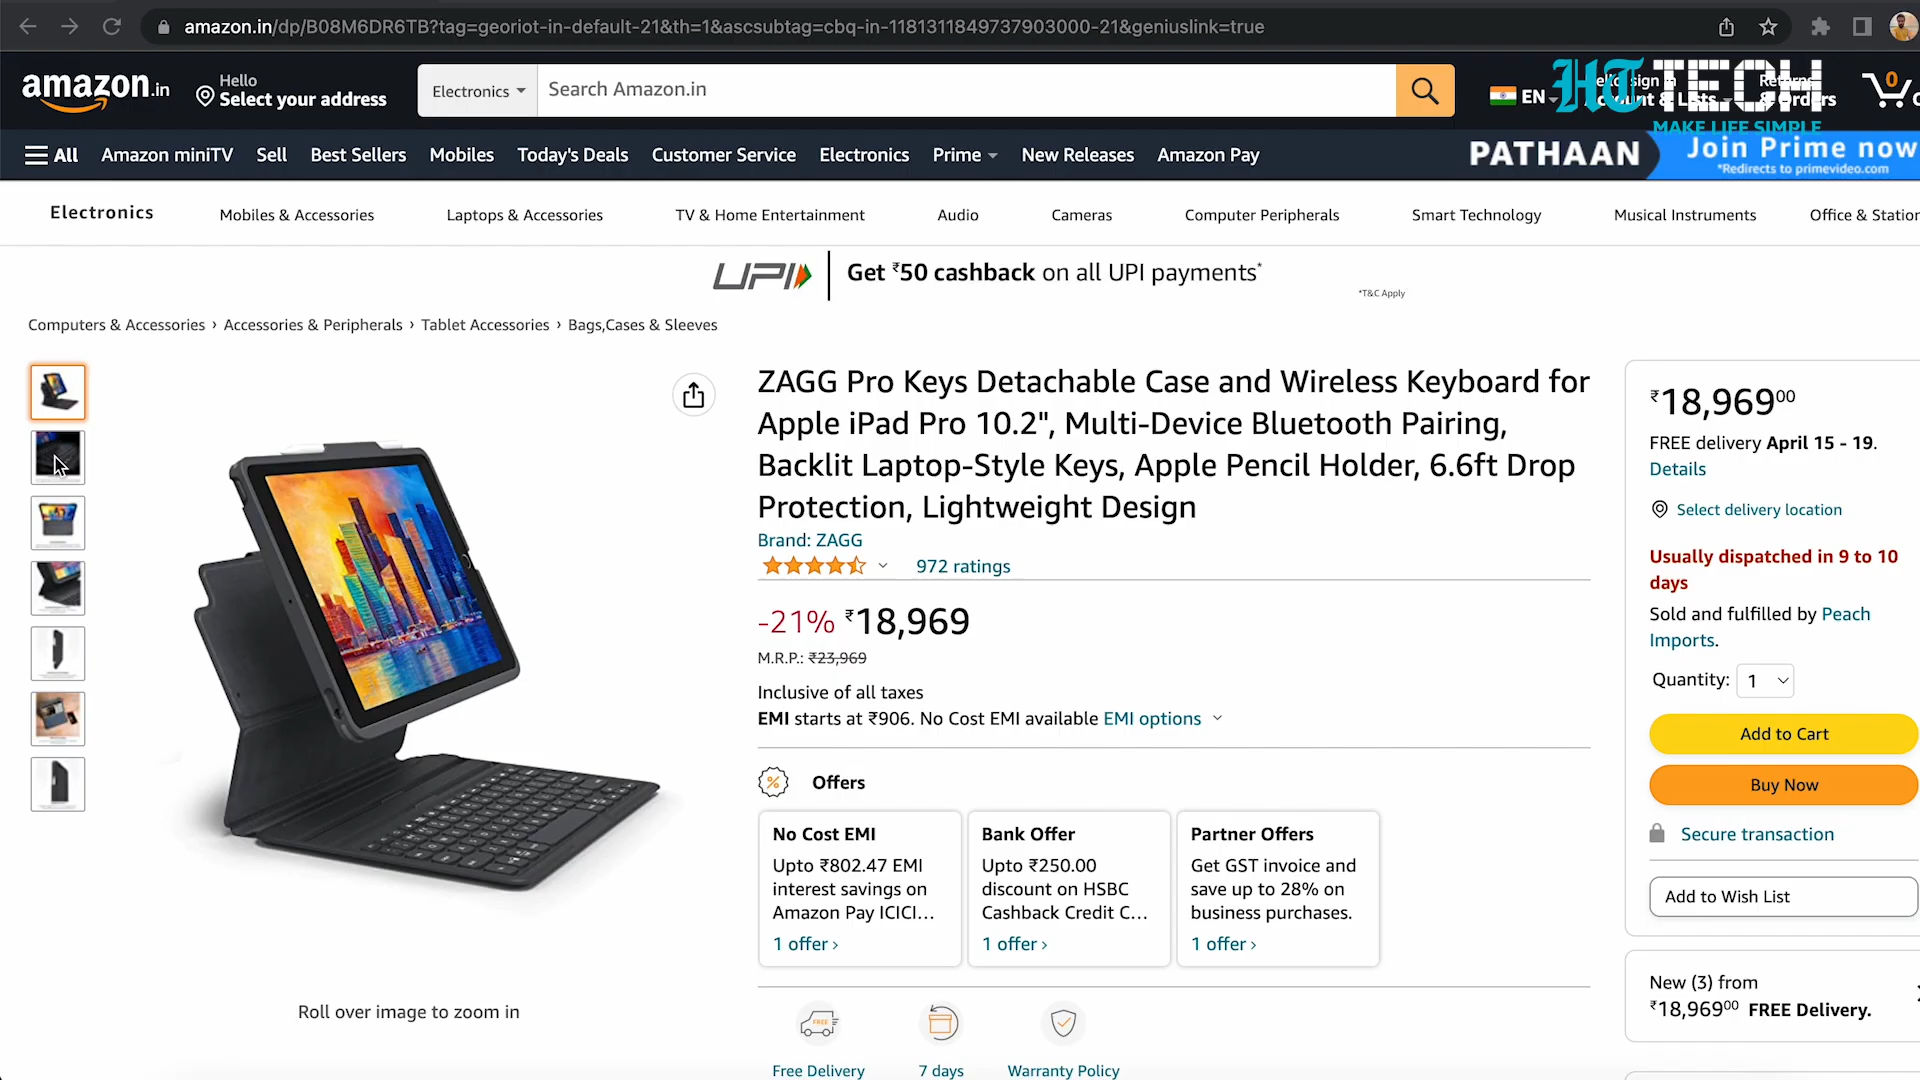 amazon.in/dp/B08M6DR6TB?tag=georiot-in-default-21&th=1&ascsubtag=cbq-in-1181311849737903000-21&geniuslink=true
amazon.in
Hello
Select your address
Electronics
Search Amazon.in
EN
HT TECH
MAKE LIFE SIMPLE
Returns
& Orders
0
All
Amazon miniTV
Sell
Best Sellers
Mobiles
Today's Deals
Customer Service
Electronics
Prime
New Releases
Amazon Pay
PATHAAN
Join Prime now
*Redirects to primevideo.com
Electronics
Mobiles & Accessories
Laptops & Accessories
TV & Home Entertainment
Audio
Cameras
Computer Peripherals
Smart Technology
Musical Instruments
Office & Station
UPI
Get ₹50 cashback on all UPI payments*
*T&C Apply
Computers & Accessories › Accessories & Peripherals › Tablet Accessories › Bags,Cases & Sleeves
ZAGG Pro Keys Detachable Case and Wireless Keyboard for
Apple iPad Pro 10.2", Multi-Device Bluetooth Pairing,
Backlit Laptop-Style Keys, Apple Pencil Holder, 6.6ft Drop
Protection, Lightweight Design
Brand: ZAGG
972 ratings
-21% ₹18,969
M.R.P.: ₹23,969
Inclusive of all taxes
EMI starts at ₹906. No Cost EMI available EMI options
Offers
No Cost EMI
Upto ₹802.47 EMI
interest savings on
Amazon Pay ICICI...
1 offer ›
Bank Offer
Upto ₹250.00
discount on HSBC
Cashback Credit C...
1 offer ›
Partner Offers
Get GST invoice and
save up to 28% on
business purchases.
1 offer ›
Roll over image to zoom in
FREE
Free Delivery
7 days
Warranty Policy
₹18,96900
FREE delivery April 15 - 19.
Details
Select delivery location
Usually dispatched in 9 to 10
days
Sold and fulfilled by Peach
Imports.
Quantity: 1
Add to Cart
Buy Now
Secure transaction
Add to Wish List
New (3) from
₹18,96900 FREE Delivery.